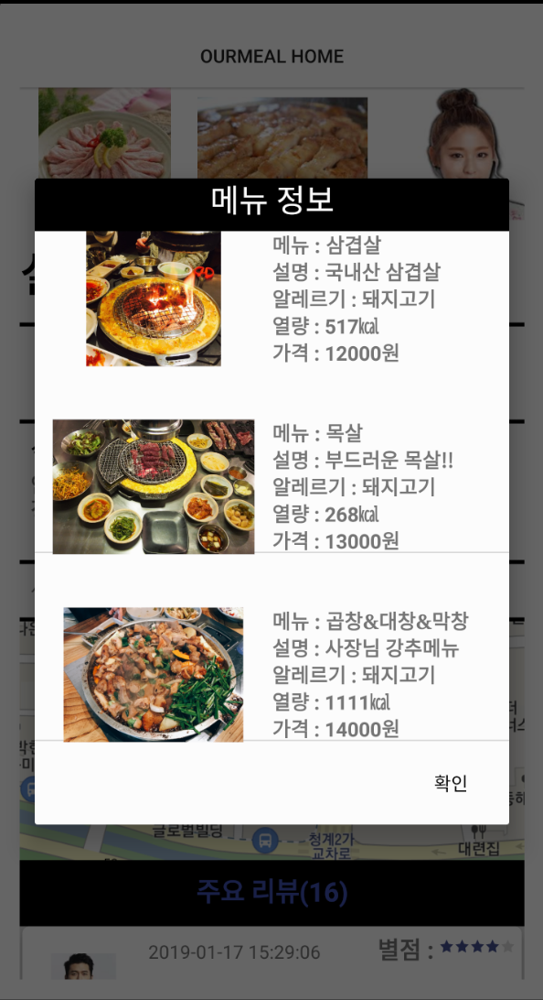 OURMEAL HOME
메뉴 정보
메뉴 : 삼겹살
설명 : 국내산 삼겹살
알레르기 : 돼지고기
열량 : 517㎉
가격 : 12000원
메뉴 : 목살
설명 : 부드러운 목살!!
알레르기 : 돼지고기
열량 : 268㎉
가격 : 13000원
메뉴 : 곱창&대창&막창
설명 : 사장님 강추메뉴
알레르기 : 돼지고기
열량 : 1111㎉
가격 : 14000원
확인
글로벌빌딩
청계2가
교차로
대련집
주요 리뷰(16)
2019-01-17 15:29:06
별점 :